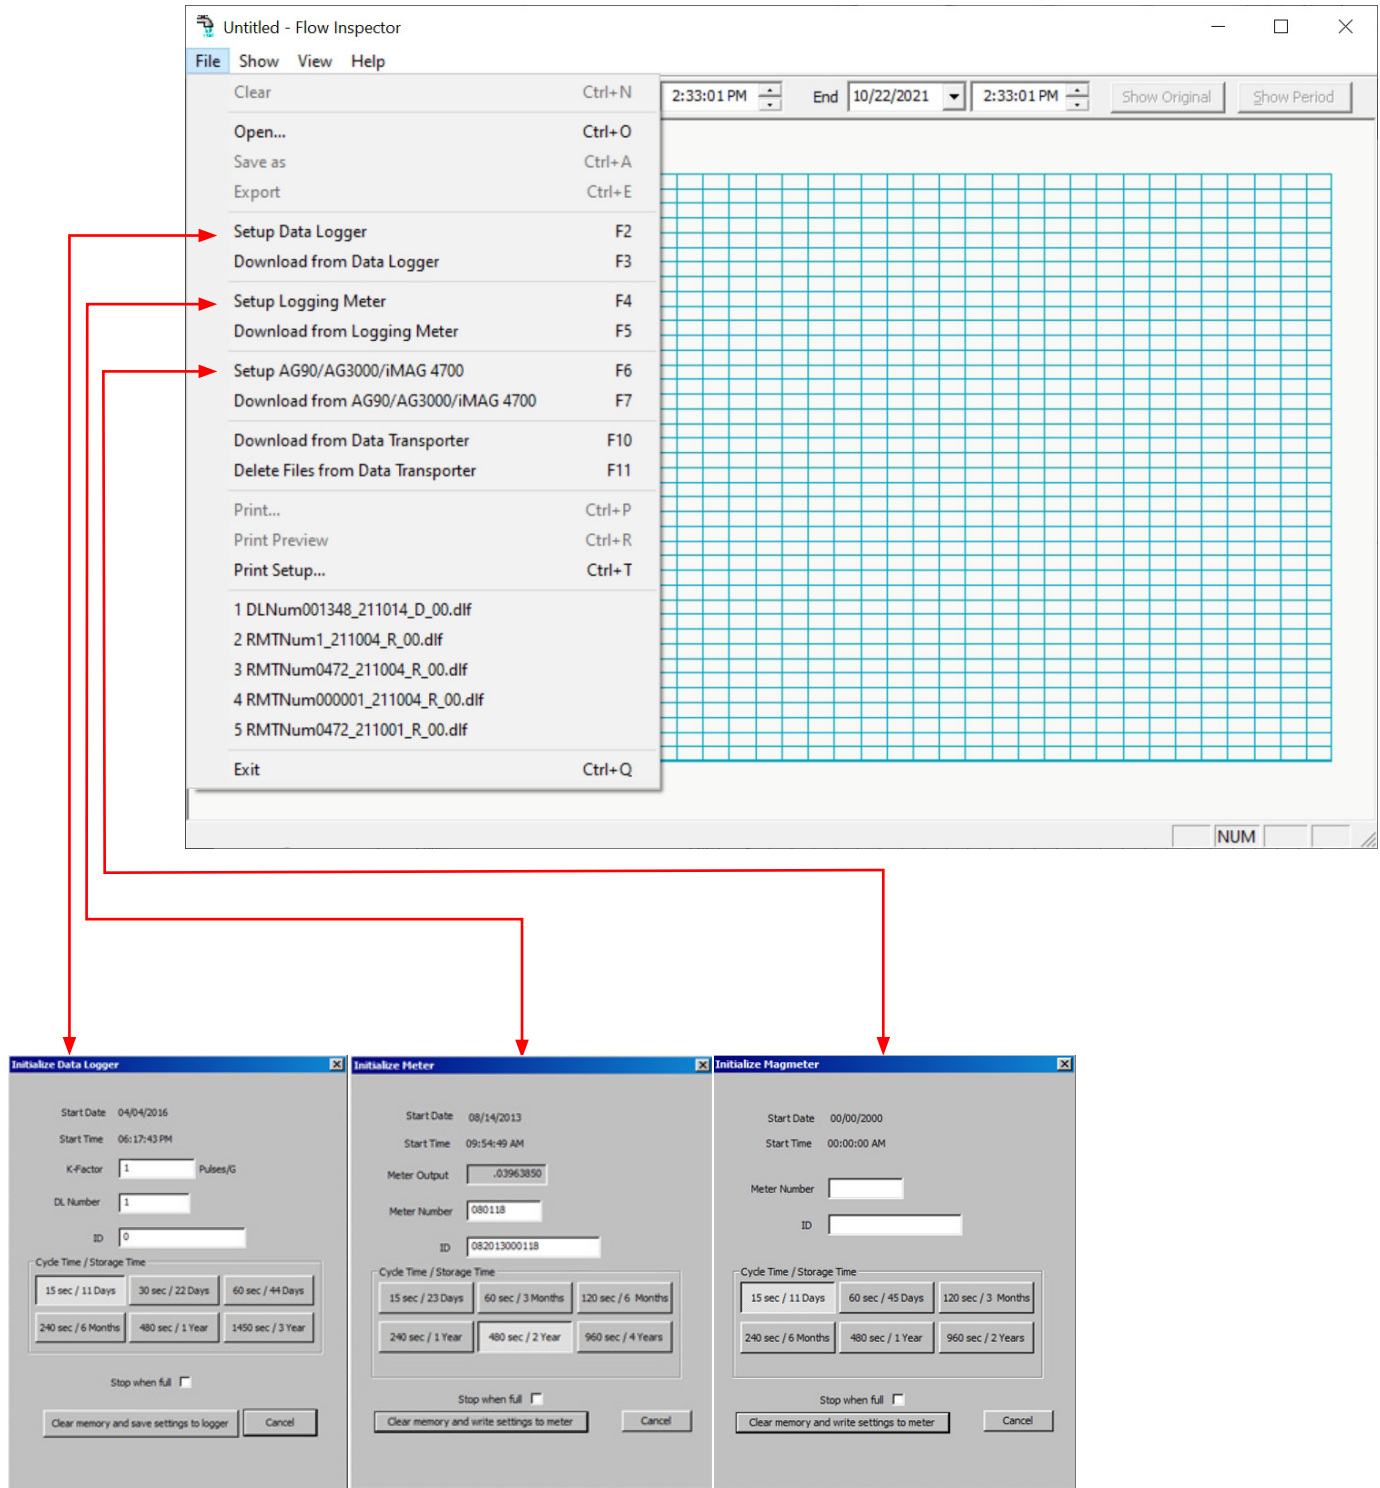 Untitled - Flow Inspector
File Show View Help
2:33:01 PM End 10/22/2021 2:33:01 PM Show Original Show Period
Clear Ctrl+N
Open... Ctrl+O
Save as Ctrl+A
Export Ctrl+E
Setup Data Logger F2
Download from Data Logger F3
Setup Logging Meter F4
Download from Logging Meter F5
Setup AG90/AG3000/iMAG 4700 F6
Download from AG90/AG3000/iMAG 4700 F7
Download from Data Transporter F10
Delete Files from Data Transporter F11
Print... Ctrl+P
Print Preview Ctrl+R
Print Setup... Ctrl+T
1 DLNum001348_211014_D_00.dlf
2 RMTNum1_211004_R_00.dlf
3 RMTNum0472_211004_R_00.dlf
4 RMTNum000001_211004_R_00.dlf
5 RMTNum0472_211001_R_00.dlf
Exit Ctrl+Q
NUM
Initialize Data Logger
Start Date 04/04/2016
Start Time 06:17:43 PM
K-Factor 1 Pulses/G
DL Number 1
ID 0
Cycle Time / Storage Time
15 sec / 11 Days 30 sec / 22 Days 60 sec / 44 Days
240 sec / 6 Months 480 sec / 1 Year 1450 sec / 3 Year
Stop when full
Clear memory and save settings to logger Cancel
Initialize Meter
Start Date 08/14/2013
Start Time 09:54:49 AM
Meter Output .03963850
Meter Number 080118
ID 082013000118
Cycle Time / Storage Time
15 sec / 23 Days 60 sec / 3 Months 120 sec / 6 Months
240 sec / 1 Year 480 sec / 2 Year 960 sec / 4 Years
Stop when full
Clear memory and write settings to meter Cancel
Initialize Magmeter
Start Date 00/00/2000
Start Time 00:00:00 AM
Meter Number
ID
Cycle Time / Storage Time
15 sec / 11 Days 60 sec / 45 Days 120 sec / 3 Months
240 sec / 6 Months 480 sec / 1 Year 960 sec / 2 Years
Stop when full
Clear memory and write settings to meter Cancel